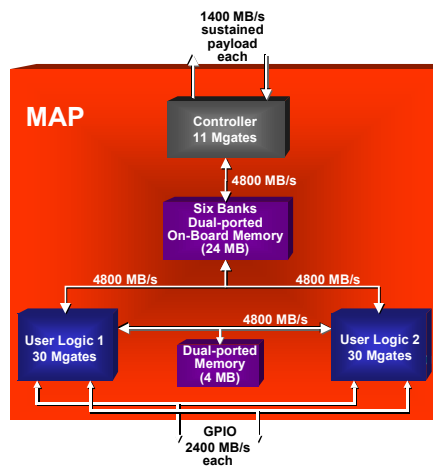 1400 MB/s
sustained
payload
each
MAP
Controller
11 Mgates
4800 MB/s
Six Banks
Dual-ported
On-Board Memory
(24 MB)
4800 MB/s
4800 MB/s
User Logic 1
30 Mgates
4800 MB/s
User Logic 2
30 Mgates
Dual-ported
Memory
(4 MB)
GPIO
2400 MB/s
each